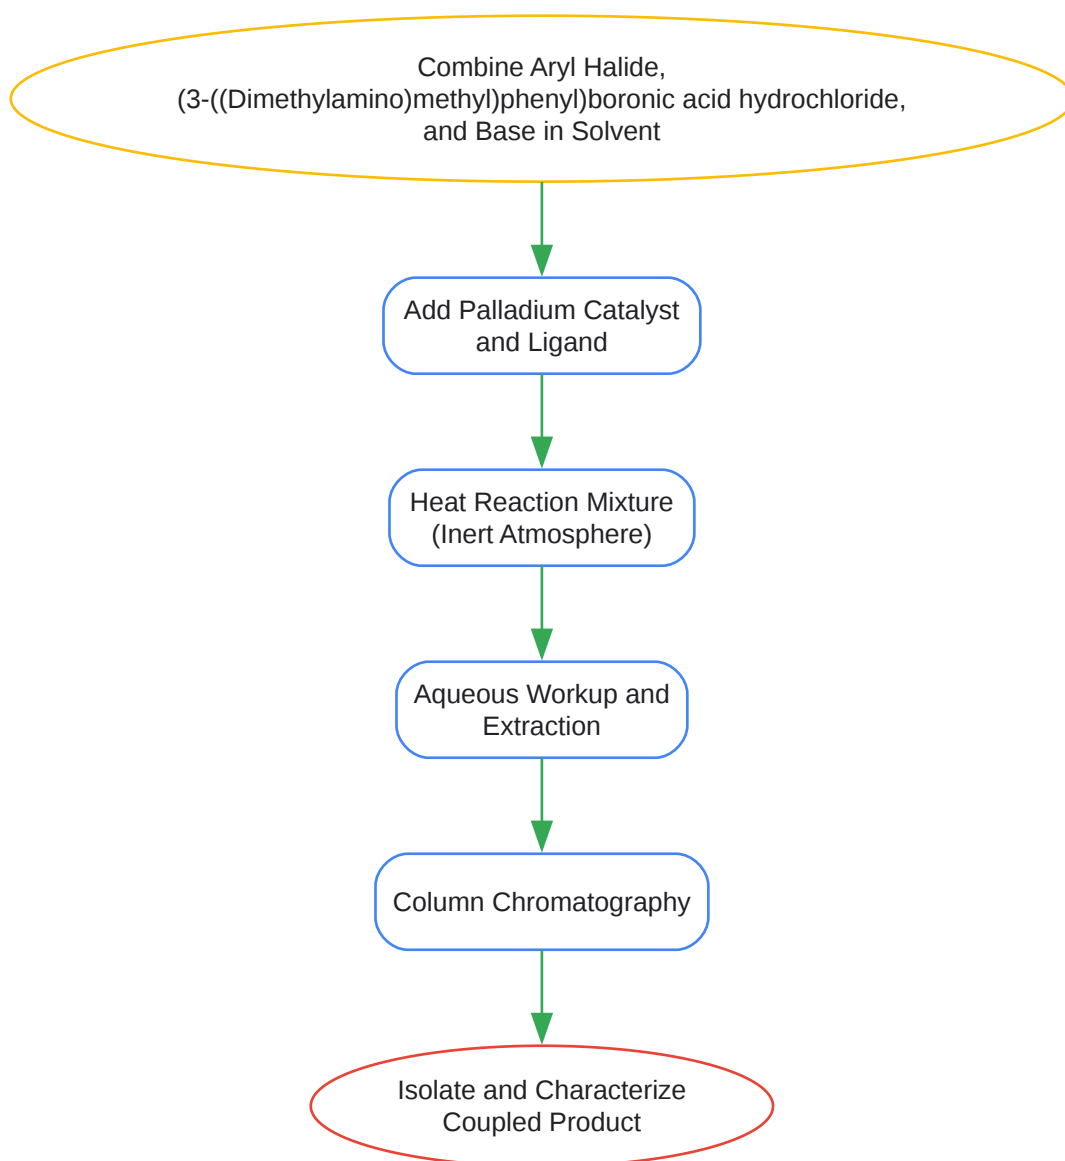 Combine Aryl Halide,
(3-((Dimethylamino)methyl)phenyl)boronic acid hydrochloride,
and Base in Solvent
Add Palladium Catalyst
and Ligand
Heat Reaction Mixture
(Inert Atmosphere)
Aqueous Workup and
Extraction
Column Chromatography
Isolate and Characterize
Coupled Product